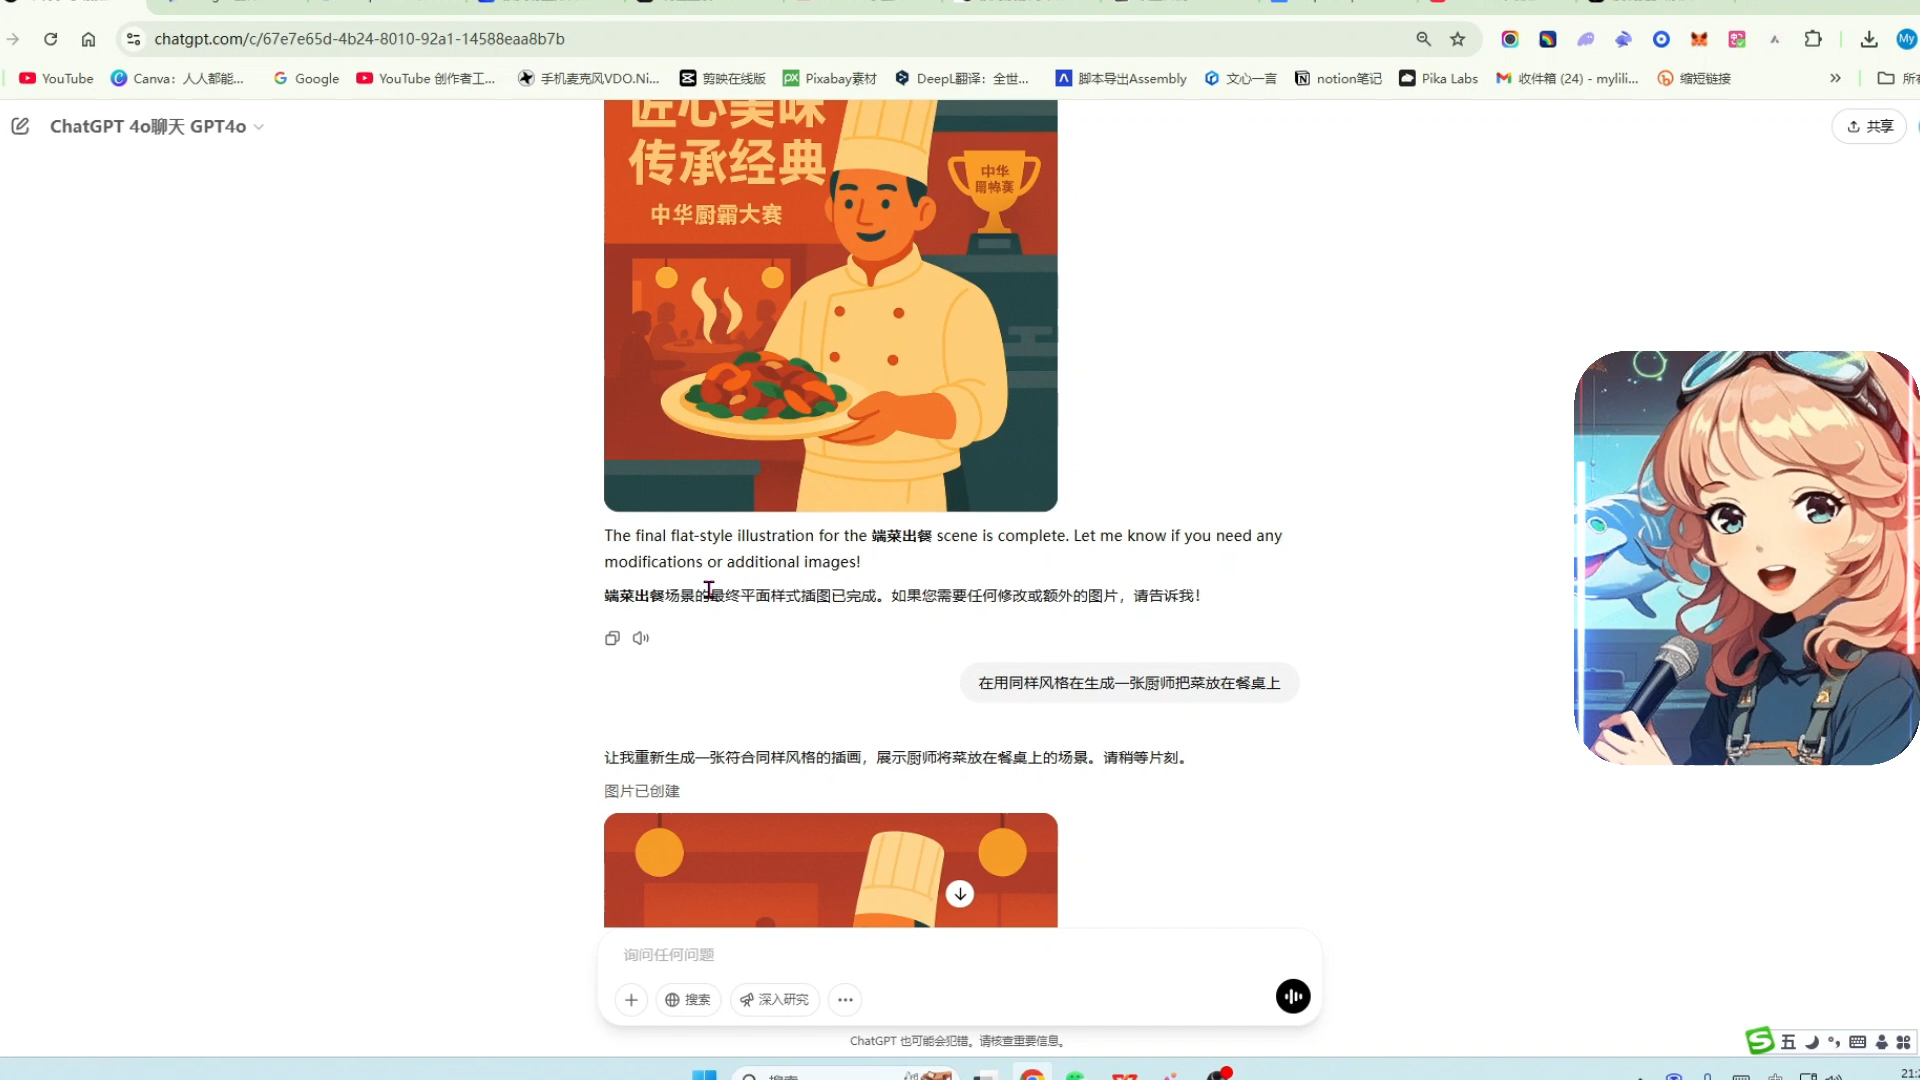 chatgpt.com/c/67e7e65d-4b24-8010-92a1-14588eaa8b7b
My
YouTube
Canva：人人都能...
Google
YouTube 创作者工...
手机麦克风VDO.Ni...
剪映在线版
Pixabay素材
DeepL翻译：全世...
脚本导出Assembly
文心一言
notion笔记
Pika Labs
收件箱 (24) - mylili...
缩短链接
»
所
ChatGPT 4o聊天 GPT4o
共享
匠心美味
传承经典
中华厨霸大赛
中华
The final flat-style illustration for the 端菜出餐 scene is complete. Let me know if you need any
modifications or additional images!
端菜出餐场景的最终平面样式插图已完成。如果您需要任何修改或额外的图片，请告诉我！
在用同样风格在生成一张厨师把菜放在餐桌上
让我重新生成一张符合同样风格的插画，展示厨师将菜放在餐桌上的场景。请稍等片刻。
图片已创建
询问任何问题
搜索
深入研究
ChatGPT 也可能会犯错。请核查重要信息。
五